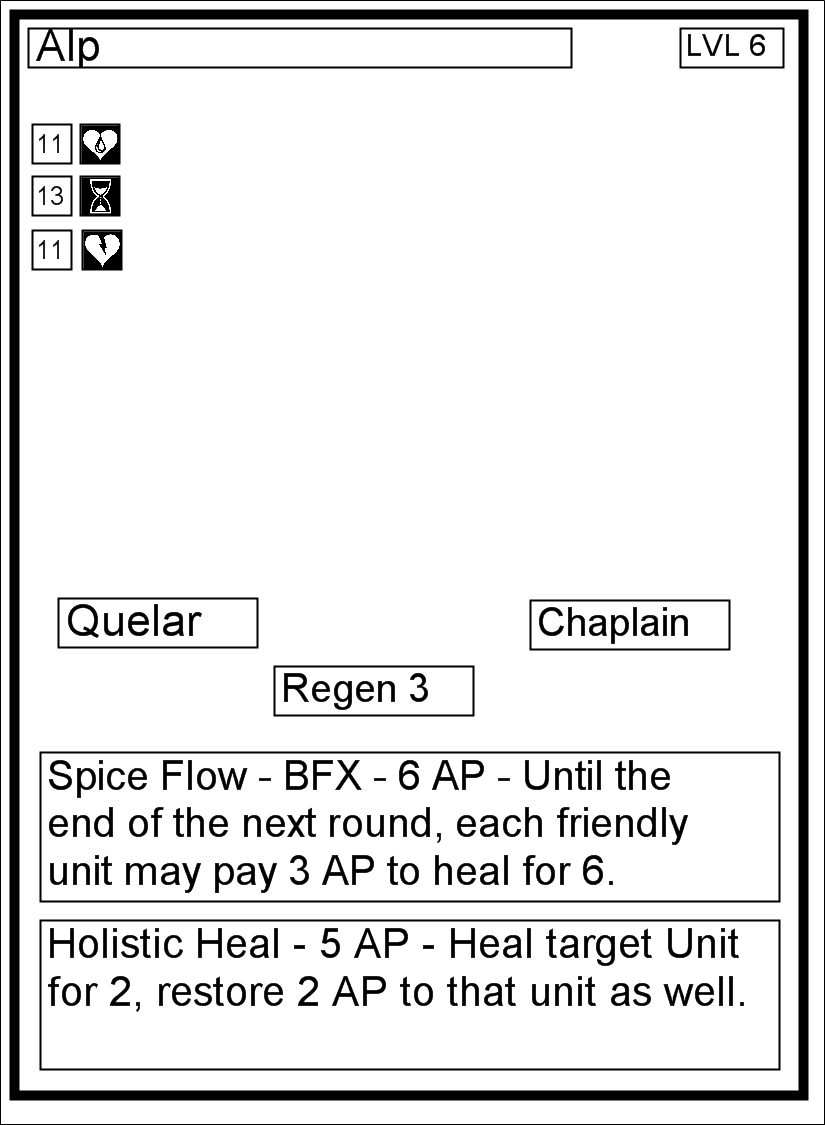 Alp
LVL 6
11
13
11
Quelar
Chaplain
Regen 3
Spice Flow - BFX - 6 AP - Until the
end of the next round, each friendly
unit may pay 3 AP to heal for 6.
Holistic Heal - 5 AP - Heal target Unit
for 2, restore 2 AP to that unit as well.